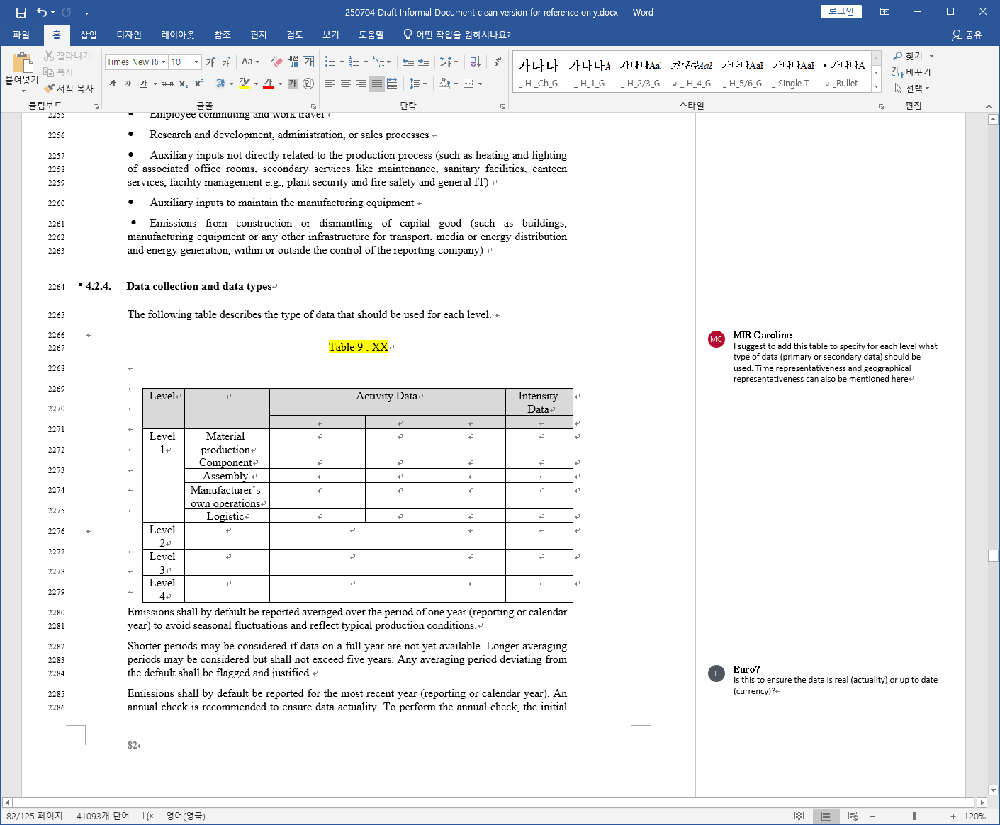 250704 Draft Informal Document clean version for reference only.docx - Word
로그인
파일 홈 삽입 디자인 레이아웃 참조 편지 검토 보기 도움말 어떤 작업을 원하시나요? 공유
붙여넣기
잘라내기
복사
서식 복사
클립보드
Times New R 10
글꼴
단락
가나다 가나다A 가나다Aa 가나다AaE 가나다AaE 가나다AaE 가나다A
_ H _Ch_G _ H_1_G _ H_2/3_G _ H_4_G _ H_5/6_G _ Single T... _Bullet...
스타일
찾기
바꾸기
선택
편집
2255 • Employee commuting and work travel
2256 • Research and development, administration, or sales processes
2257 • Auxiliary inputs not directly related to the production process (such as heating and lighting
2258 of associated office rooms, secondary services like maintenance, sanitary facilities, canteen
2259 services, facility management e.g., plant security and fire safety and general IT)
2260 • Auxiliary inputs to maintain the manufacturing equipment
2261 • Emissions from construction or dismantling of capital good (such as buildings,
2262 manufacturing equipment or any other infrastructure for transport, media or energy distribution
2263 and energy generation, within or outside the control of the reporting company)
2264 4.2.4. Data collection and data types
2265 The following table describes the type of data that should be used for each level.
2266
2267 Table 9 : XX
2268
2269
2270
2271
2272
2273
2274
2275
2276
2277
2278
2279
Level Activity Data Intensity
Data
Level
1
Material
production
Component
Assembly
Manufacturer's
own operations
Logistic
Level
2
Level
3
Level
4
2280 Emissions shall by default be reported averaged over the period of one year (reporting or calendar
2281 year) to avoid seasonal fluctuations and reflect typical production conditions.
2282 Shorter periods may be considered if data on a full year are not yet available. Longer averaging
2283 periods may be considered but shall not exceed five years. Any averaging period deviating from
2284 the default shall be flagged and justified.
2285 Emissions shall by default be reported for the most recent year (reporting or calendar year). An
2286 annual check is recommended to ensure data actuality. To perform the annual check, the initial
82
MC MIR Caroline
I suggest to add this table to specify for each level what
type of data (primary or secondary data) should be
used. Time representativeness and geographical
representativeness can also be mentioned here
E Euro7
Is this to ensure the data is real (actuality) or up to date
(currency)?
82/125 페이지 41093개 단어 영어(영국) 120%